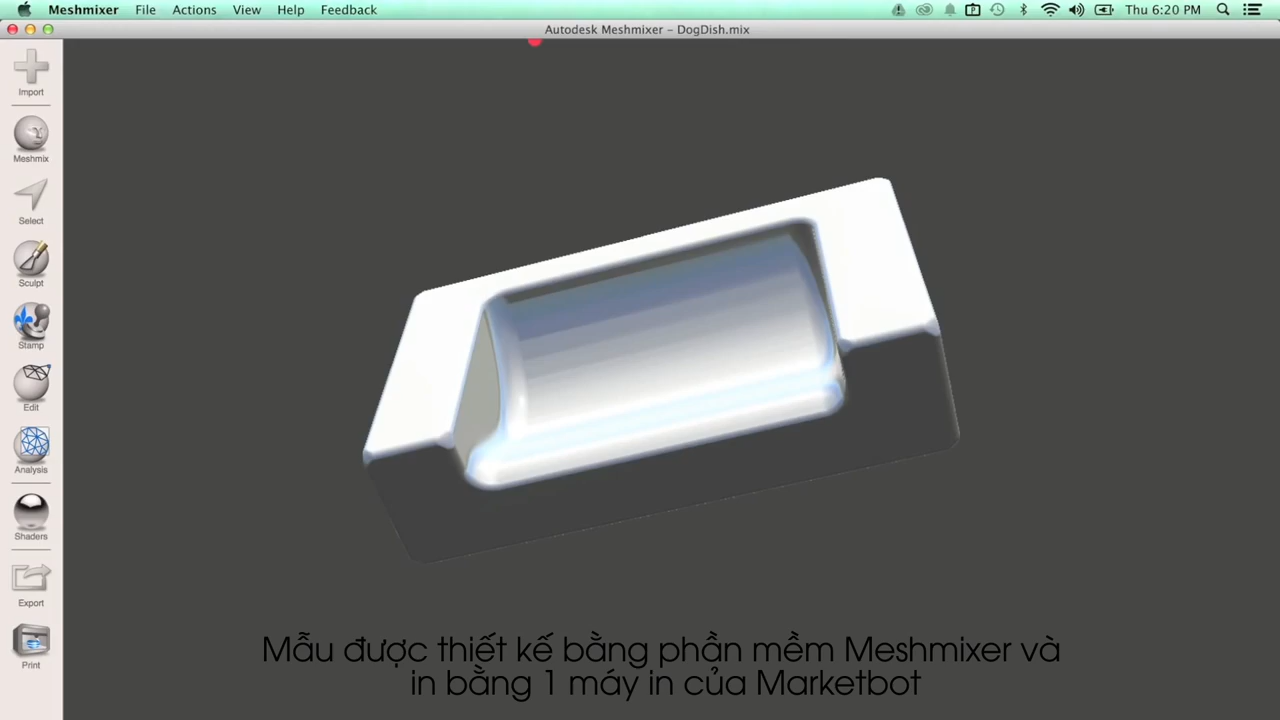 Meshmixer File Actions View Help Feedback Thu 6:20 PM
Autodesk Meshmixer – DogDish.mix
Import
Meshmix
Select
Sculpt
Stamp
Edit
Analysis
Shaders
Export
Print
Mẫu được thiết kế bằng phần mềm Meshmixer và
in bằng 1 máy in của Marketbot